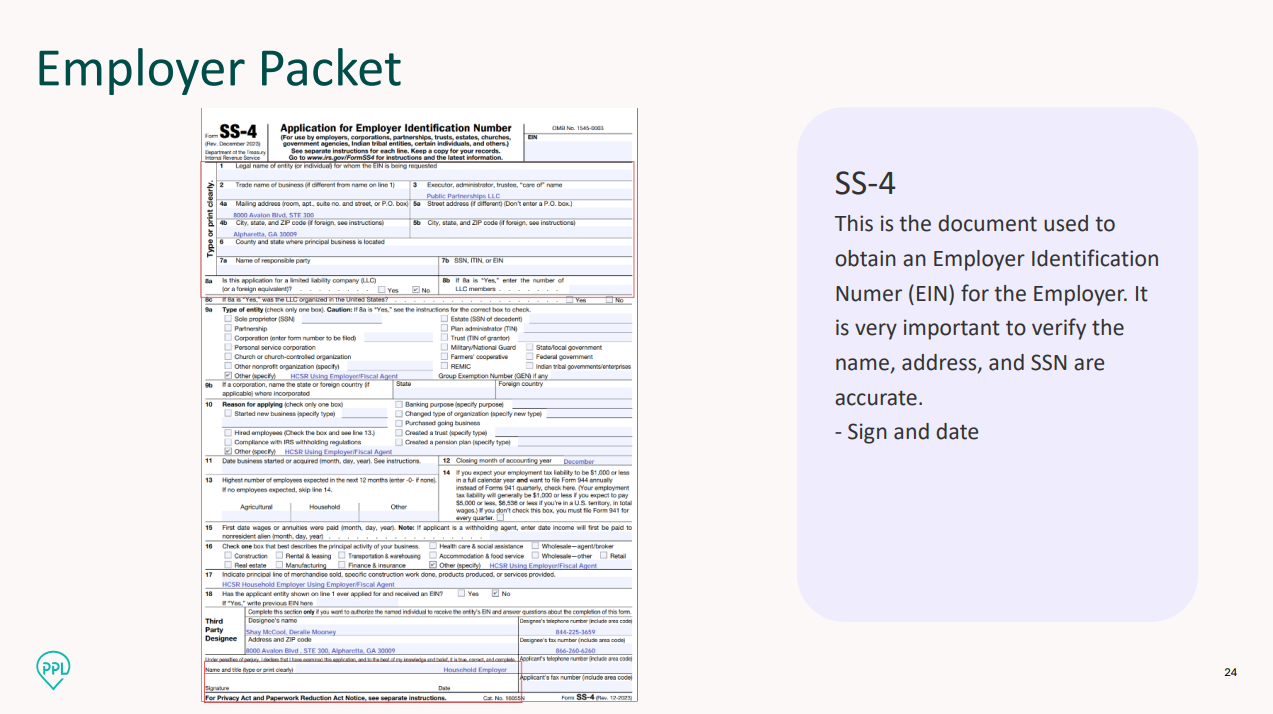 Employer Packet
Form SS-4
(Rev. December 2023)
Department of the Treasury
Internal Revenue Service
Application for Employer Identification Number
(For use by employers, corporations, partnerships, trusts, estates, churches,
government agencies, Indian tribal entities, certain individuals, and others.)
See separate instructions for each line. Keep a copy for your records.
Go to www.irs.gov/FormSS4 for instructions and the latest information.
OMB No. 1545-0003
EIN
Type or print clearly.
1 Legal name of entity (or individual) for whom the EIN is being requested
2 Trade name of business (if different from name on line 1)
3 Executor, administrator, trustee, "care of" name
Public Partnerships LLC
4a Mailing address (room, apt., suite no. and street, or P.O. box)
5a Street address (if different) (Don't enter a P.O. box.)
8000 Avalon Blvd, STE 300
4b City, state, and ZIP code (if foreign, see instructions)
5b City, state, and ZIP code (if foreign, see instructions)
Alpharetta, GA 30009
6 County and state where principal business is located
7a Name of responsible party
7b SSN, ITIN, or EIN
8a Is this application for a limited liability company (LLC)
(or a foreign equivalent)? . . . . . . . . Yes No
8b If 8a is "Yes," enter the number of
LLC members . . . . . .
8c If 8a is "Yes," was the LLC organized in the United States? . . . . . . Yes No
9a Type of entity (check only one box). Caution: If 8a is "Yes," see the instructions for the correct box to check.
Sole proprietor (SSN)
Estate (SSN of decedent)
Partnership
Plan administrator (TIN)
Corporation (enter form number to be filed)
Trust (TIN of grantor)
Personal service corporation
Military/National Guard State/local government
Church or church-controlled organization
Farmers' cooperative Federal government
Other nonprofit organization (specify)
REMIC Indian tribal governments/enterprises
Other (specify) HCSR Using Employer/Fiscal Agent
Group Exemption Number (GEN) if any
9b If a corporation, name the state or foreign country (if
applicable) where incorporated
State
Foreign country
10 Reason for applying (check only one box)
Banking purpose (specify purpose)
Started new business (specify type)
Changed type of organization (specify new type)
Purchased going business
Hired employees (Check the box and see line 13.)
Created a trust (specify type)
Compliance with IRS withholding regulations
Created a pension plan (specify type)
Other (specify) HCSR Using Employer/Fiscal Agent
11 Date business started or acquired (month, day, year). See instructions.
12 Closing month of accounting year December
13 Highest number of employees expected in the next 12 months (enter -0- if none).
If no employees expected, skip line 14.
Agricultural Household Other
14 If you expect your employment tax liability to be $1,000 or less
in a full calendar year and want to file Form 944 annually
instead of Forms 941 quarterly, check here. (Your employment
tax liability will generally be $1,000 or less if you expect to pay
$5,000 or less, $6,536 or less if you're in a U.S. territory, in total
wages.) If you don't check this box, you must file Form 941 for
every quarter.
15 First date wages or annuities were paid (month, day, year). Note: If applicant is a withholding agent, enter date income will first be paid to
nonresident alien (month, day, year) . . . . . . . .
16 Check one box that best describes the principal activity of your business.
Health care & social assistance Wholesale—agent/broker
Construction Rental & leasing Transportation & warehousing Accommodation & food service Wholesale—other Retail
Real estate Manufacturing Finance & insurance Other (specify) HCSR Using Employer/Fiscal Agent
17 Indicate principal line of merchandise sold, specific construction work done, products produced, or services provided.
HCSR Household Employer Using Employer/Fiscal Agent
18 Has the applicant entity shown on line 1 ever applied for and received an EIN? Yes No
If "Yes," write previous EIN here
Third
Party
Designee
Complete this section only if you want to authorize the named individual to receive the entity's EIN and answer questions about the completion of this form.
Designee's name
Designee's telephone number (include area code)
Shay McCool, Deralle Mooney
844-225-3659
Address and ZIP code
Designee's fax number (include area code)
8000 Avalon Blvd , STE 300, Alpharetta, GA 30009
866-260-6260
Under penalties of perjury, I declare that I have examined this application, and to the best of my knowledge and belief, it is true, correct, and complete.
Applicant's telephone number (include area code)
Name and title (type or print clearly) Household Employer
Applicant's fax number (include area code)
Signature Date
For Privacy Act and Paperwork Reduction Act Notice, see separate instructions. Cat. No. 16055N Form SS-4 (Rev. 12-2023)
SS-4
This is the document used to
obtain an Employer Identification
Numer (EIN) for the Employer. It
is very important to verify the
name, address, and SSN are
accurate.
- Sign and date
PPL
24